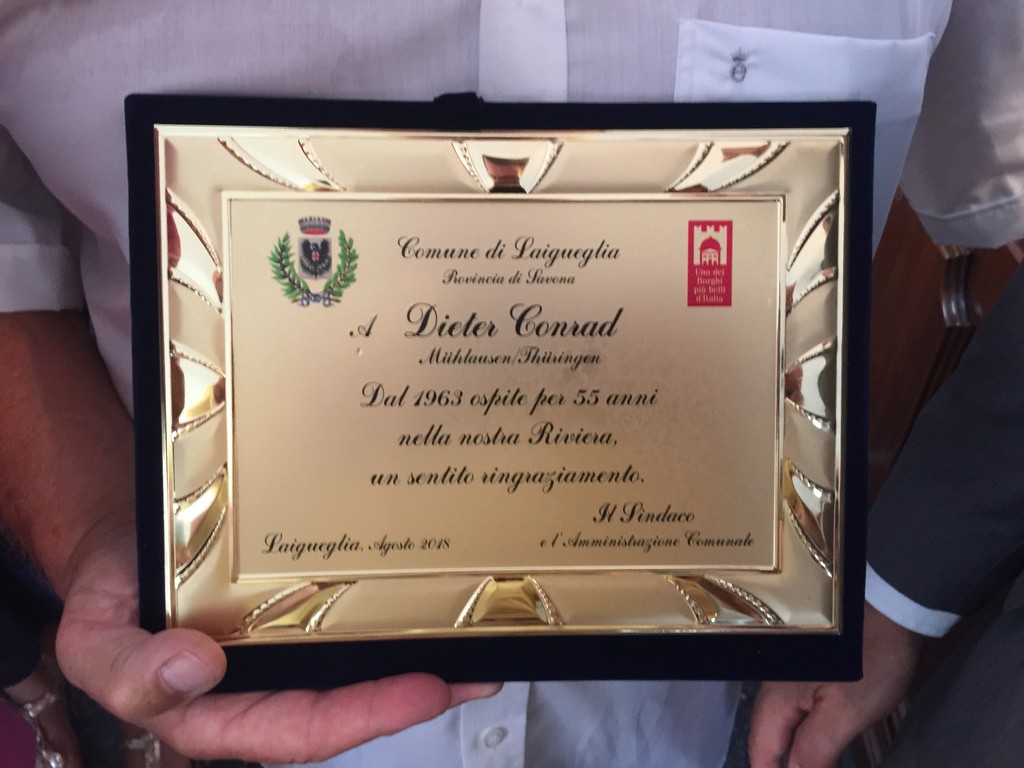 Comune di Laigueglia
Provincia di Savona
Uno dei
Borghi
più belli
d'Italia
A Dieter Conrad
Mühlausen/Thüringen
Dal 1963 ospite per 55 anni
nella nostra Riviera,
un sentito ringraziamento.
Il Sindaco
Laigueglia, Agosto 2018 e l'Amministrazione Comunale